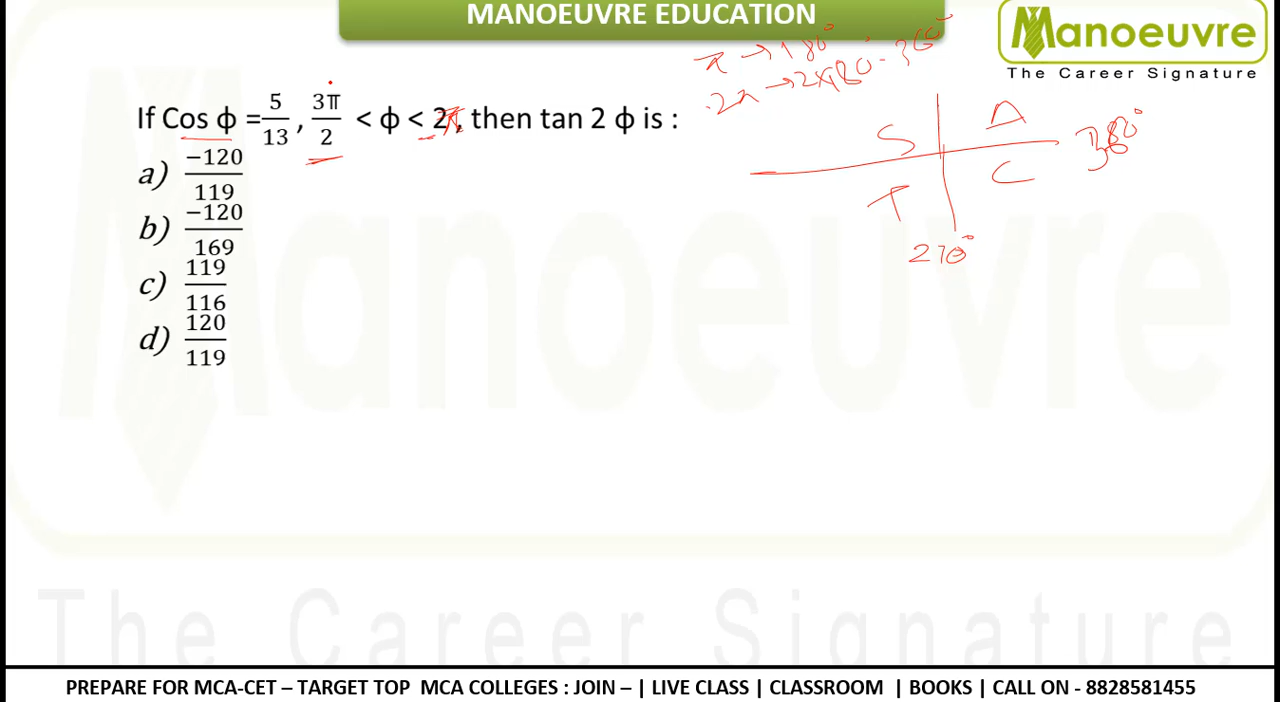 MANOEUVRE EDUCATION
Manoeuvre
The Career Signature
π → 180°
2π → 2×180 = 360°
If Cos ϕ = 5/13 , 3π/2 < ϕ < 2π, then tan 2 ϕ is :
a) −120/119
b) −120/169
c) 119/116
d) 120/119
S A
T C
270°
Manoeuvre
The Career Signature
PREPARE FOR MCA-CET – TARGET TOP MCA COLLEGES : JOIN – | LIVE CLASS | CLASSROOM | BOOKS | CALL ON - 8828581455